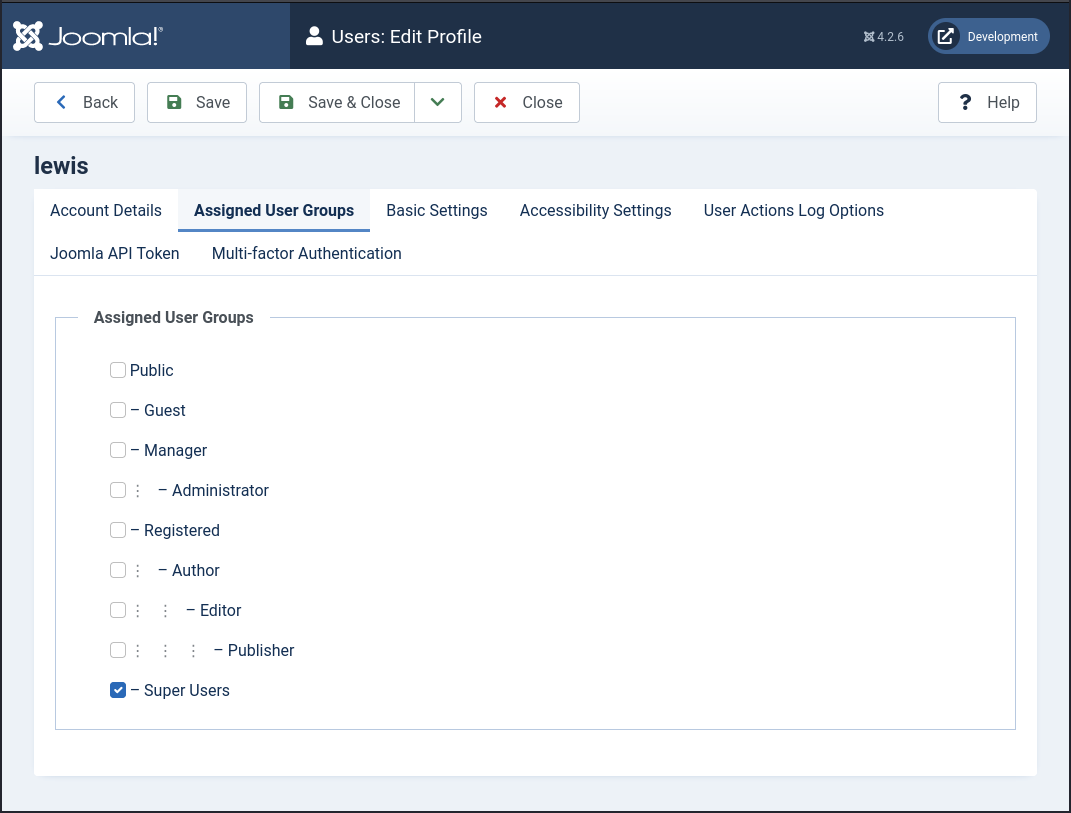 Joomla!®
Users: Edit Profile
4.2.6
Development
Back
Save
Save & Close
Close
? Help
lewis
Account Details
Assigned User Groups
Basic Settings
Accessibility Settings
User Actions Log Options
Joomla API Token
Multi-factor Authentication
Assigned User Groups
Public
– Guest
– Manager
⋮ – Administrator
– Registered
⋮ – Author
⋮ ⋮ – Editor
⋮ ⋮ ⋮ – Publisher
– Super Users